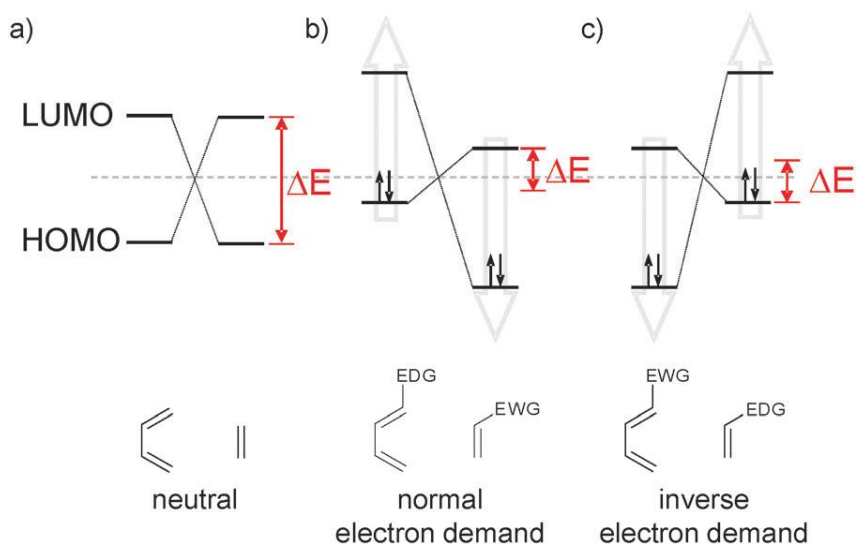 a)
b)
c)
LUMO
HOMO
ΔE
ΔE
ΔE
EDG
EWG
EWG
EDG
neutral
normal
electron demand
inverse
electron demand